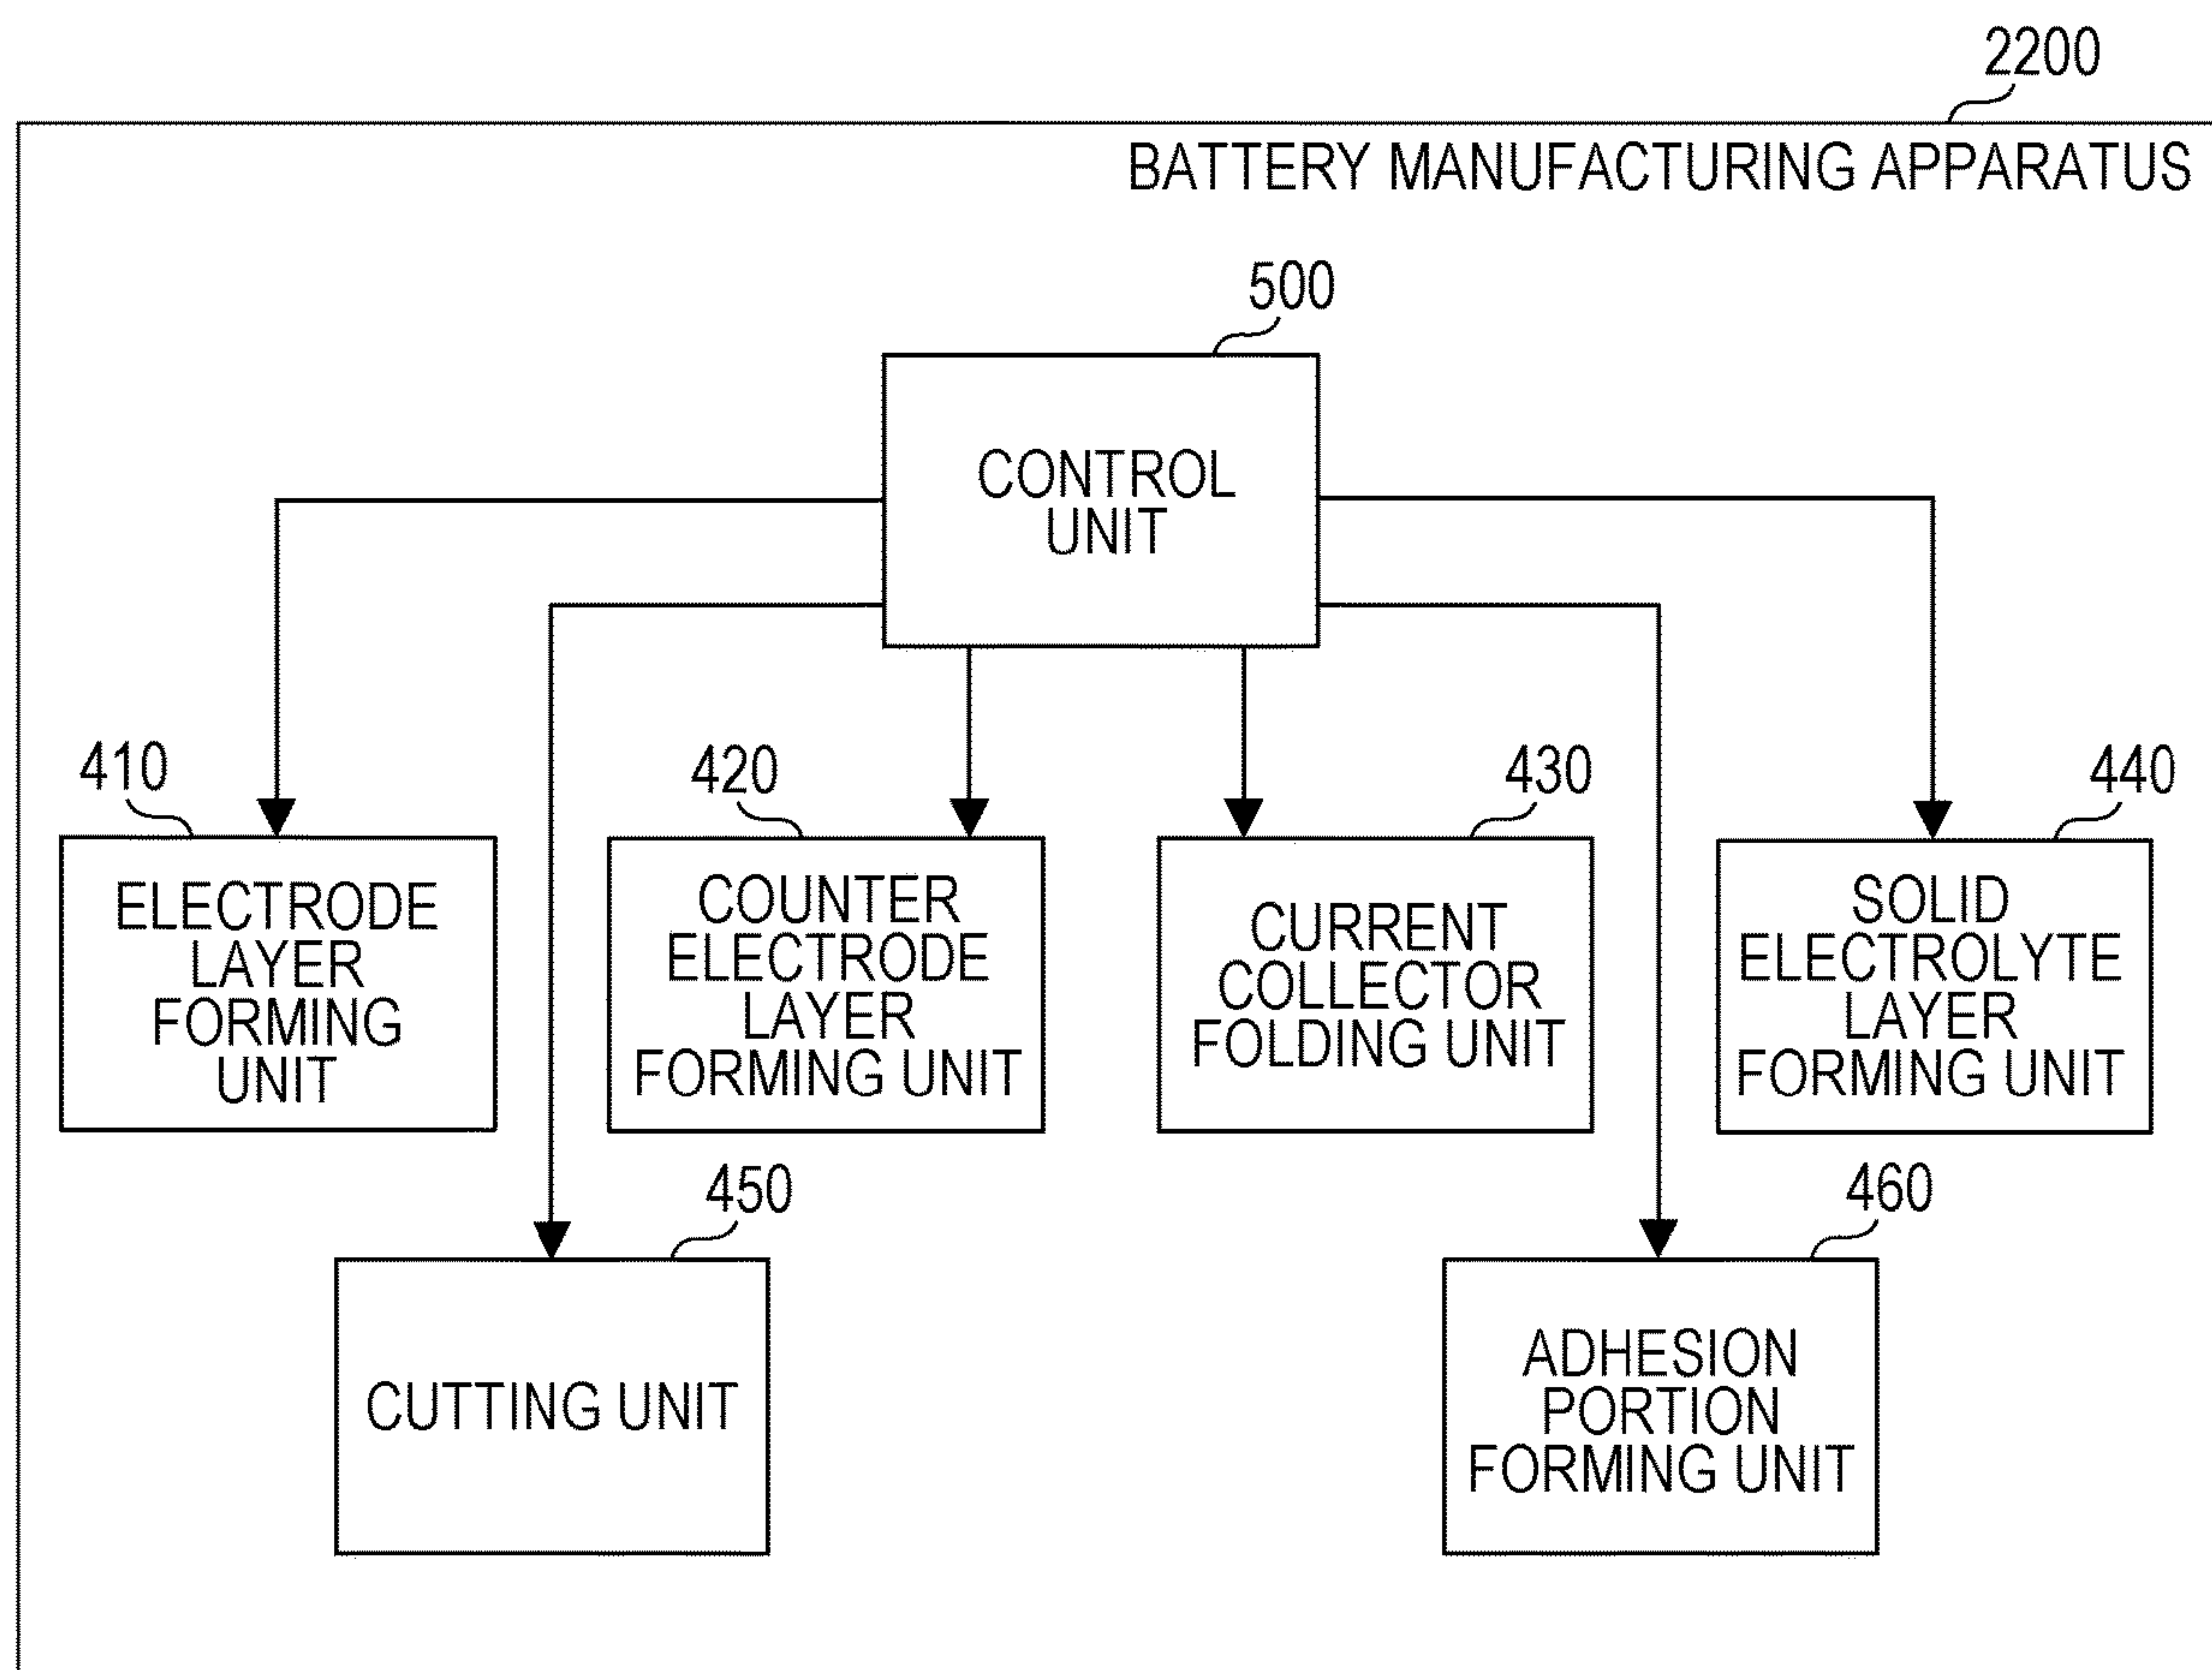 2200
BATTERY MANUFACTURING APPARATUS
500
CONTROL
UNIT
410
ELECTRODE
LAYER
FORMING
UNIT
420
COUNTER
ELECTRODE
LAYER
FORMING UNIT
430
CURRENT
COLLECTOR
FOLDING UNIT
440
SOLID
ELECTROLYTE
LAYER
FORMING UNIT
450
CUTTING UNIT
460
ADHESION
PORTION
FORMING UNIT